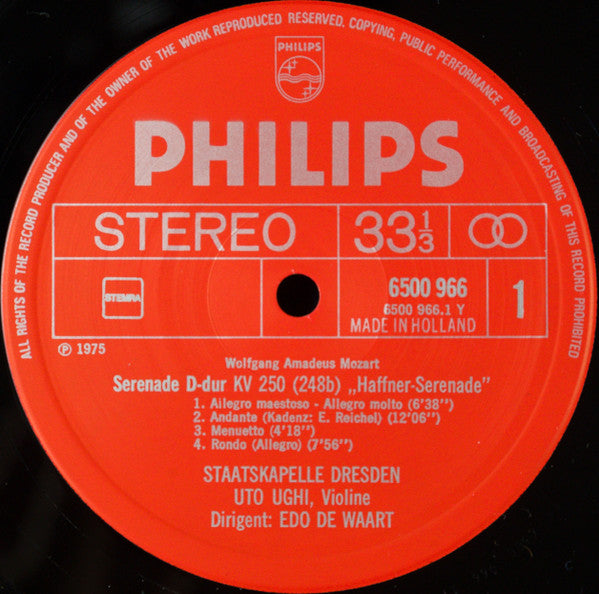 ALL RIGHTS OF THE RECORD PRODUCER AND OF THE OWNER OF THE WORK REPRODUCED RESERVED. COPYING, PUBLIC PERFORMANCE AND BROADCASTING OF THIS RECORD PROHIBITED
PHILIPS
PHILIPS
STEREO 33 1/3
STEMRA
6500 966
6500 966.1 Y
MADE IN HOLLAND
1
Ⓟ 1975
Wolfgang Amadeus Mozart
Serenade D-dur KV 250 (248b) „Haffner-Serenade"
1. Allegro maestoso - Allegro molto (6'38'')
2. Andante (Kadenz: E. Reichel) (12'06'')
3. Menuetto (4'18'')
4. Rondo (Allegro) (7'56'')
STAATSKAPELLE DRESDEN
UTO UGHI, Violine
Dirigent: EDO DE WAART